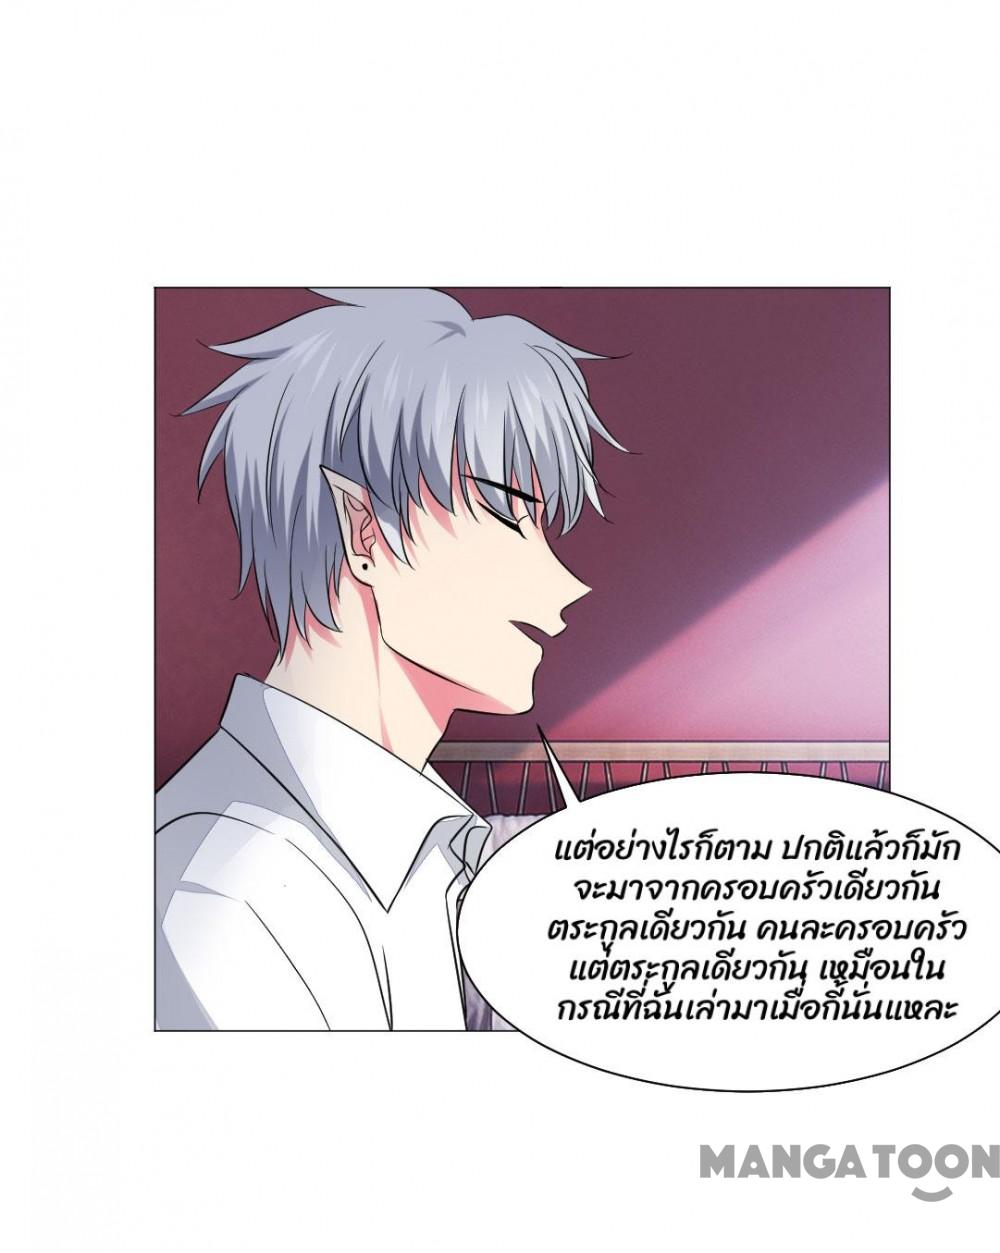 แต่อย่างไรก็ตาม ปกติแล้วก็มัก
จะมาจากครอบครัวเดียวกัน
ตระกูลเดียวกัน คนละครอบครัว
แต่ตระกูลเดียวกัน เหมือนใน
กรณีที่ฉันเล่ามาเมื่อกี้นั่นแหละ
MANGATOON